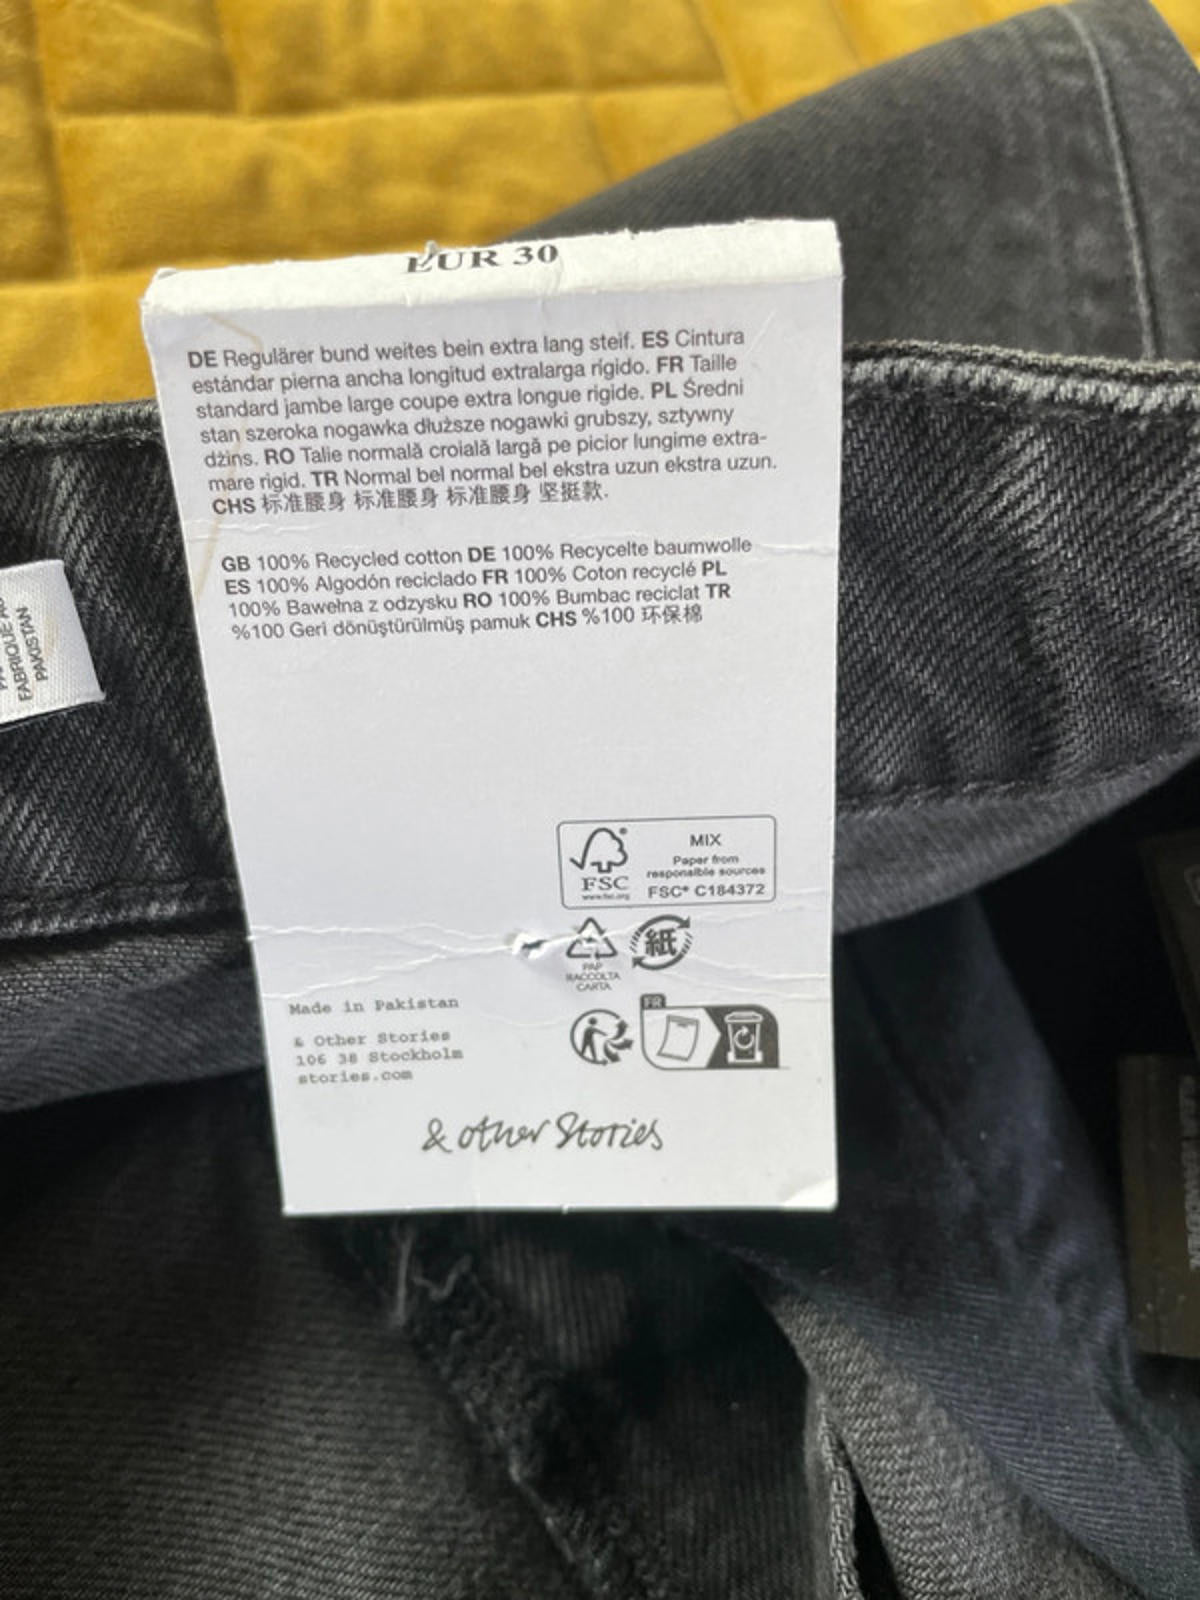 EUR 30
DE Regulärer bund weites bein extra lang steif. ES Cintura
estándar pierna ancha longitud extralarga rígido. FR Taille
standard jambe large coupe extra longue rigide. PL Średni
stan szeroka nogawka dłuższe nogawki grubszy, sztywny
dżins. RO Talie normală croială largă pe picior lungime extra-
mare rigid. TR Normal bel normal bel ekstra uzun ekstra uzun.
CHS 标准腰身 标准腰身 标准腰身 坚挺款.
GB 100% Recycled cotton DE 100% Recycelte baumwolle
ES 100% Algodón reciclado FR 100% Coton recyclé PL
100% Bawełna z odzysku RO 100% Bumbac reciclat TR
%100 Geri dönüştürülmüş pamuk CHS %100 环保棉
FABRIQUE AU
PAKISTAN
FSC
www.fsc.org
MIX
Paper from
responsible sources
FSC® C184372
PAP
RACCOLTA
CARTA
紙
FR
Made in Pakistan
& Other Stories
106 38 Stockholm
stories.com
& other Stories